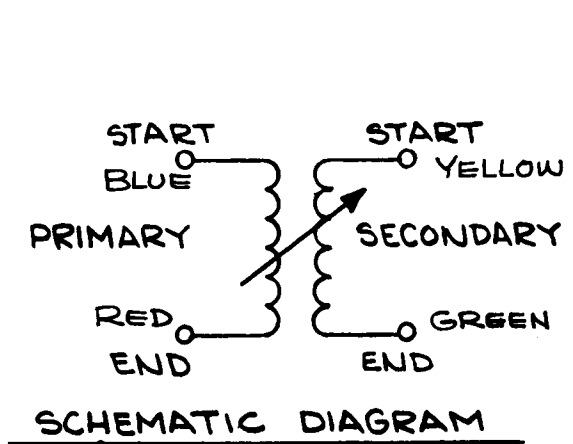 START START
BLUE YELLOW
PRIMARY SECONDARY
RED GREEN
END END
SCHEMATIC DIAGRAM